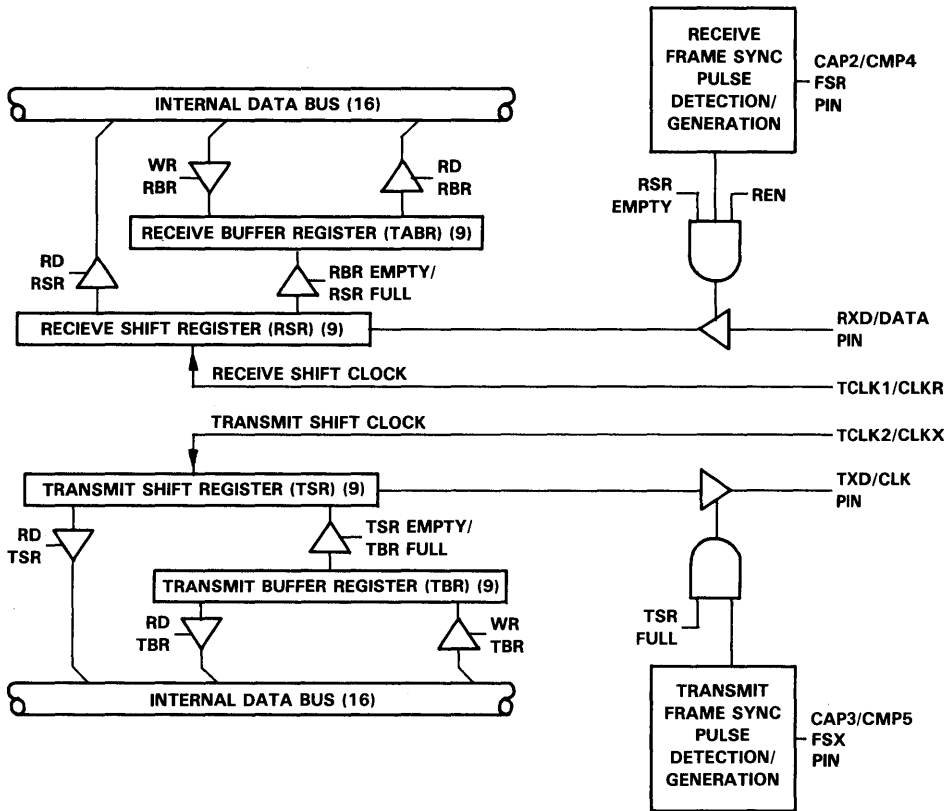 RECEIVE
FRAME SYNC
PULSE
DETECTION/
GENERATION
CAP2/CMP4
FSR
PIN
INTERNAL DATA BUS (16)
WR
RBR
RD
RBR
RSR
EMPTY
REN
RECEIVE BUFFER REGISTER (TABR) (9)
RD
RSR
RBR EMPTY/
RSR FULL
RECIEVE SHIFT REGISTER (RSR) (9)
RXD/DATA
PIN
RECEIVE SHIFT CLOCK
TCLK1/CLKR
TRANSMIT SHIFT CLOCK
TCLK2/CLKX
TRANSMIT SHIFT REGISTER (TSR) (9)
TXD/CLK
PIN
RD
TSR
TSR EMPTY/
TBR FULL
TRANSMIT BUFFER REGISTER (TBR) (9)
RD
TBR
WR
TBR
TSR
FULL
INTERNAL DATA BUS (16)
TRANSMIT
FRAME SYNC
PULSE
DETECTION/
GENERATION
CAP3/CMP5
FSX
PIN